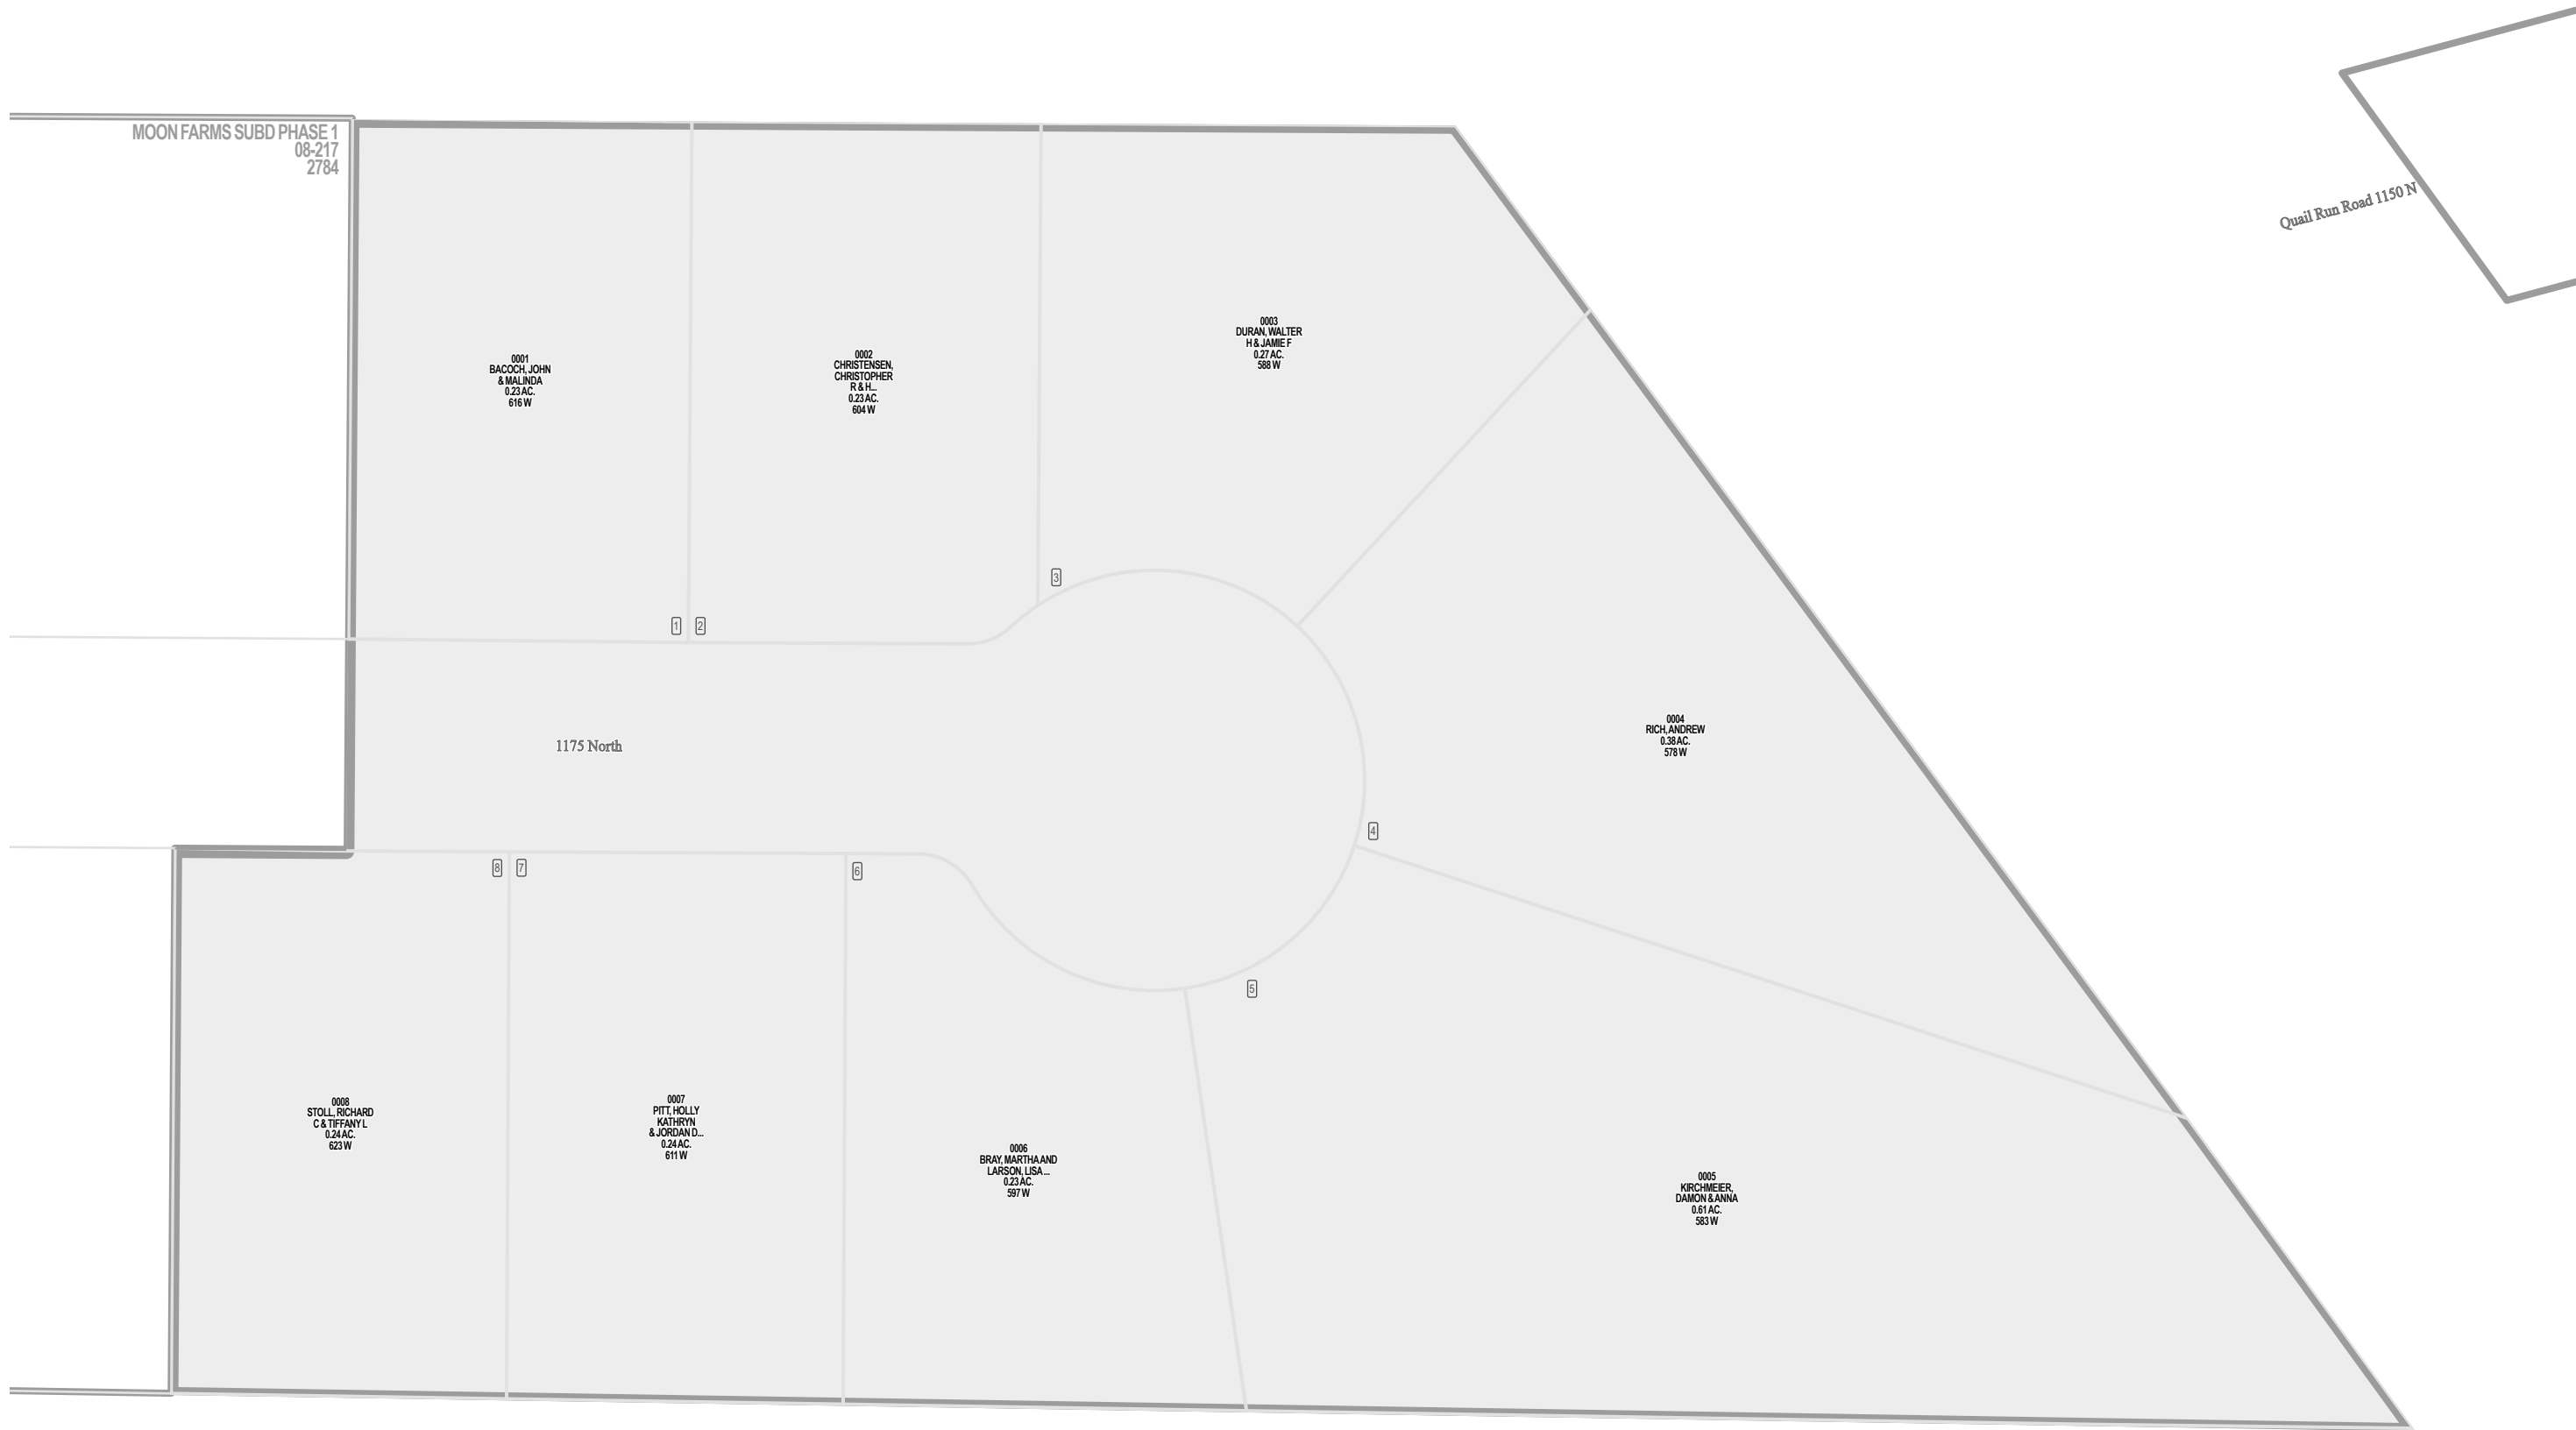 MOON FARMS SUBD PHASE 1
08-217
2784
Quail Run Road 1150 N
0001
BACOCH, JOHN
& MALINDA
0.23 AC.
616 W
0002
CHRISTENSEN,
CHRISTOPHER
R & H...
0.23 AC.
604 W
0003
DURAN, WALTER
H & JAMIE F
0.27 AC.
588 W
3
1
2
1175 North
0004
RICH, ANDREW
0.38 AC.
578 W
4
8
7
6
5
0008
STOLL, RICHARD
C & TIFFANY L
0.24 AC.
623 W
0007
PITT, HOLLY
KATHRYN
& JORDAN D...
0.24 AC.
611 W
0006
BRAY, MARTHA AND
LARSON, LISA ...
0.23 AC.
597 W
0005
KIRCHMEIER,
DAMON & ANNA
0.61 AC.
583 W